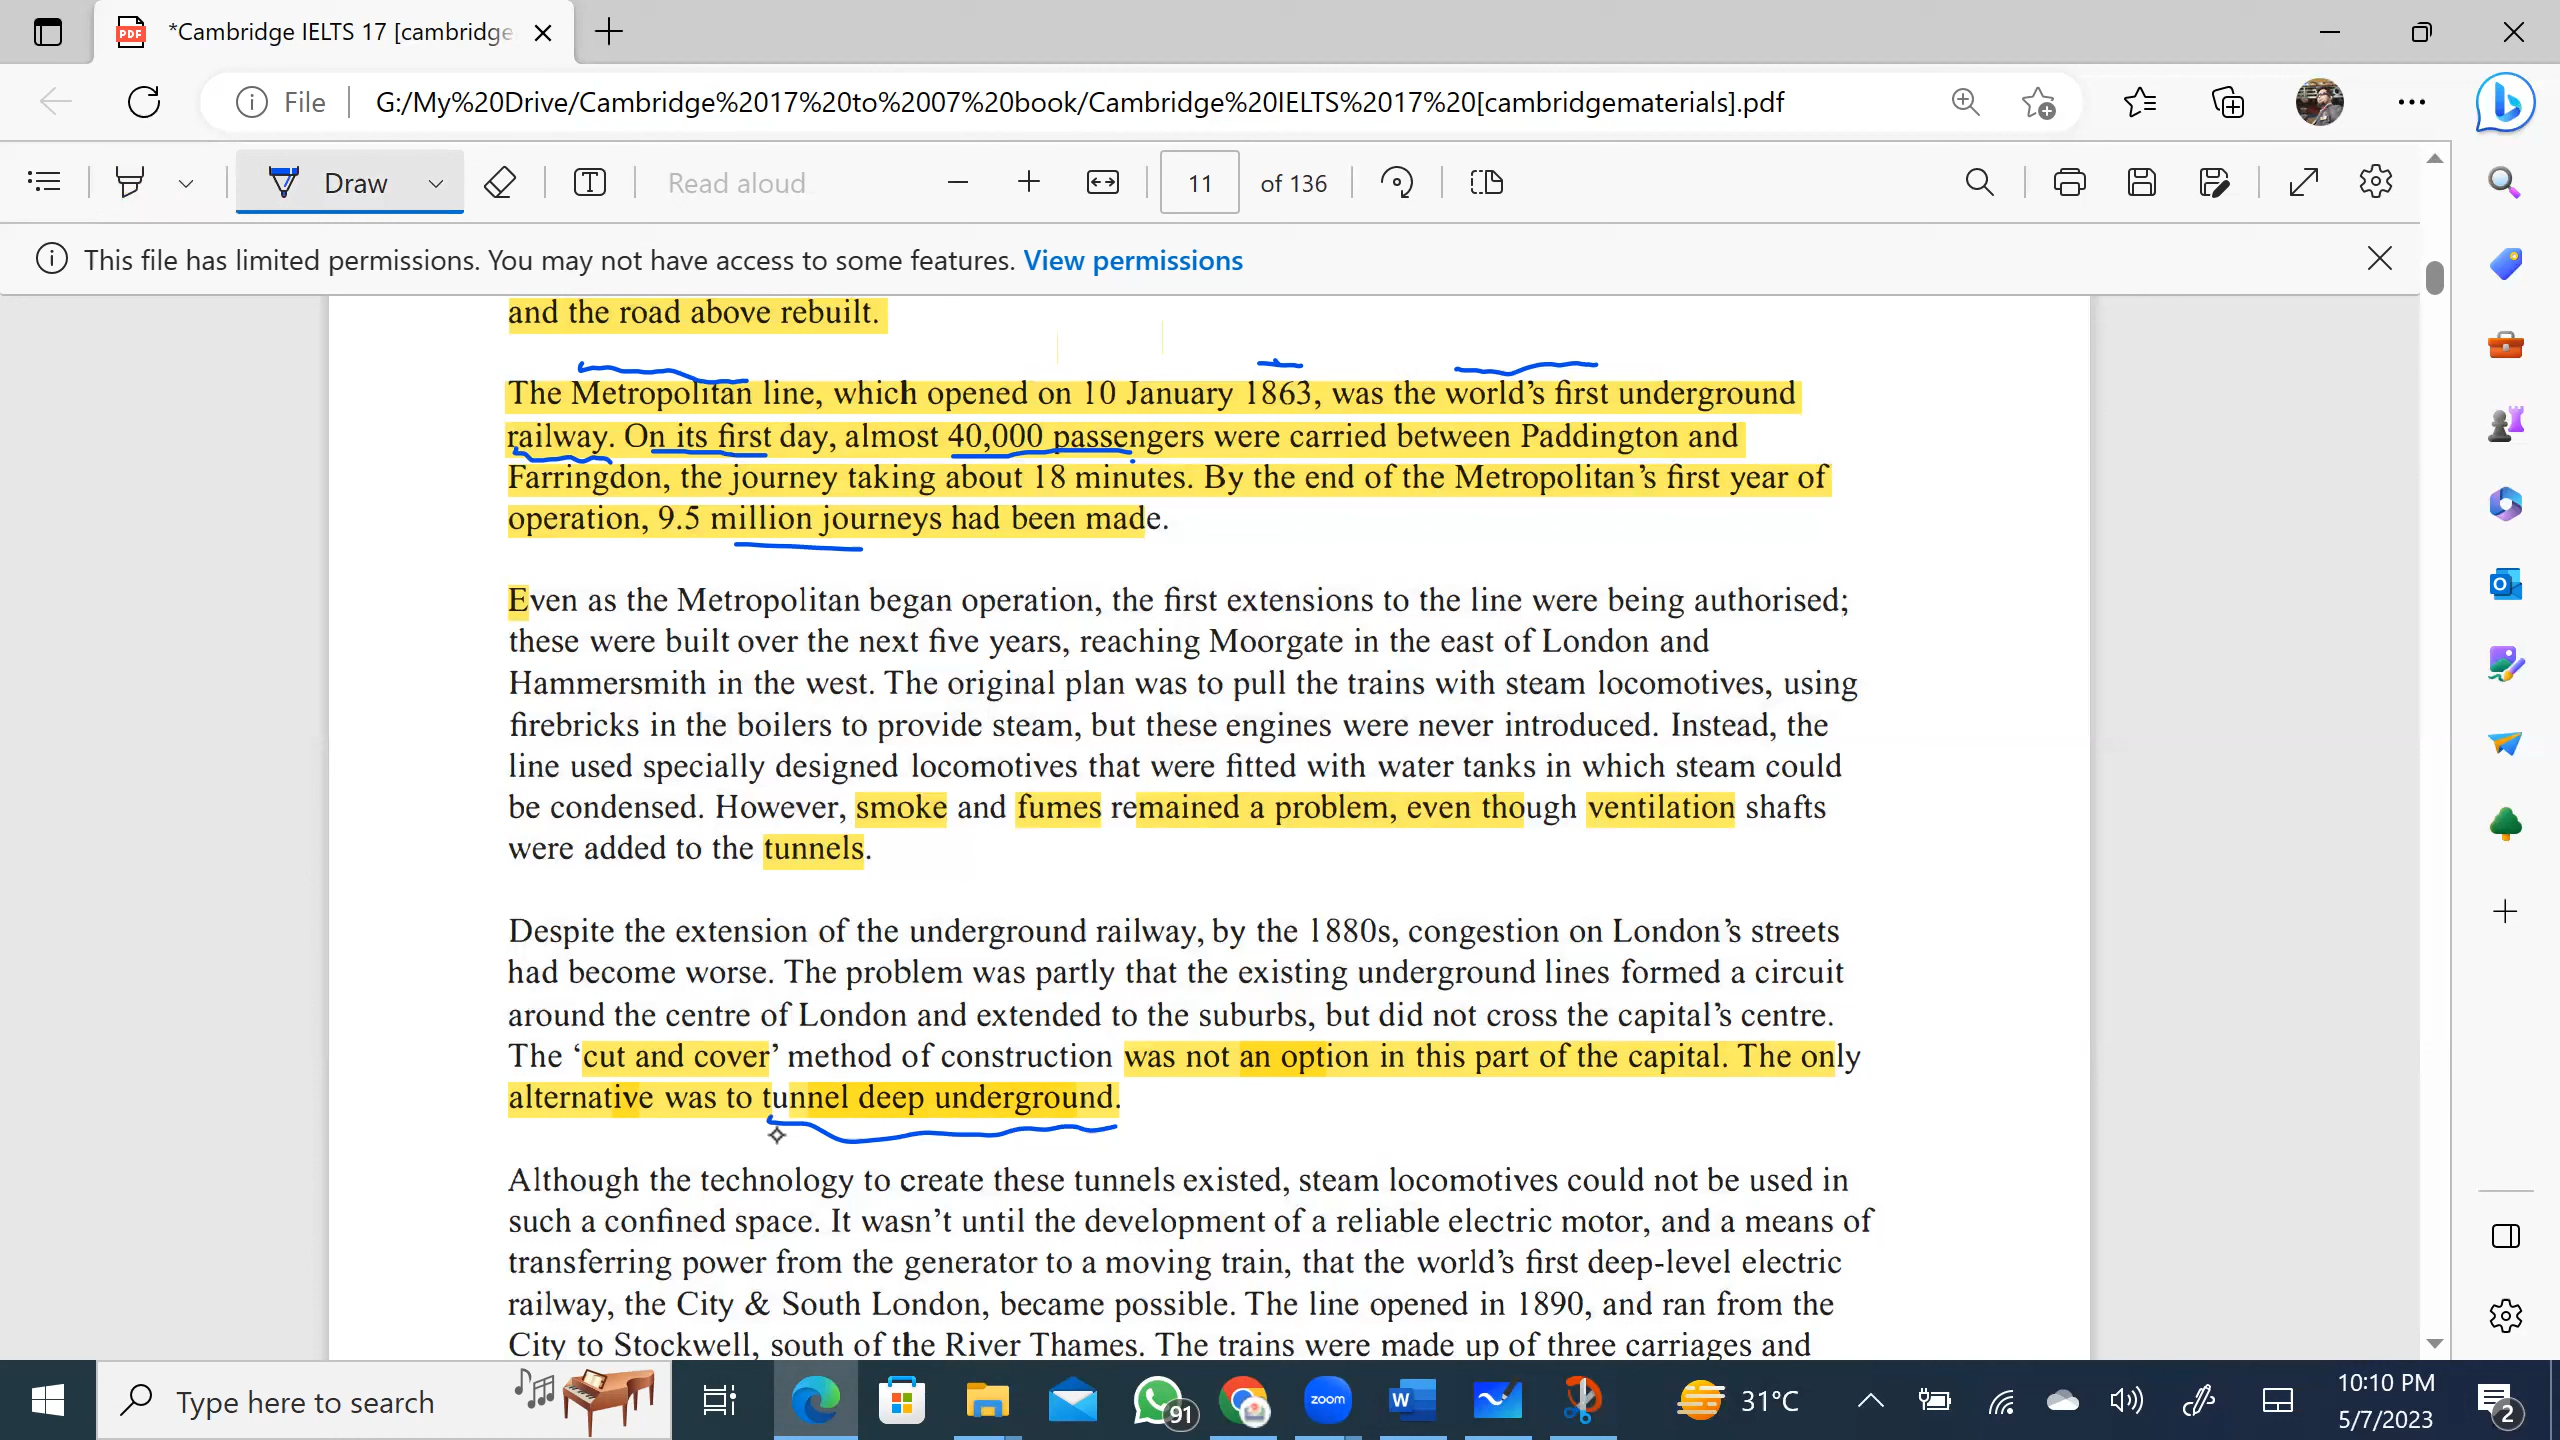 *Cambridge IELTS 17 [cambridge
File
G:/My%20Drive/Cambridge%2017%20to%2007%20book/Cambridge%20IELTS%2017%20[cambridgematerials].pdf
Draw
Read aloud
11
of 136
This file has limited permissions. You may not have access to some features. View permissions
and the road above rebuilt.
The Metropolitan line, which opened on 10 January 1863, was the world’s first underground
railway. On its first day, almost 40,000 passengers were carried between Paddington and
Farringdon, the journey taking about 18 minutes. By the end of the Metropolitan’s first year of
operation, 9.5 million journeys had been made.
Even as the Metropolitan began operation, the first extensions to the line were being authorised;
these were built over the next five years, reaching Moorgate in the east of London and
Hammersmith in the west. The original plan was to pull the trains with steam locomotives, using
firebricks in the boilers to provide steam, but these engines were never introduced. Instead, the
line used specially designed locomotives that were fitted with water tanks in which steam could
be condensed. However, smoke and fumes remained a problem, even though ventilation shafts
were added to the tunnels.
Despite the extension of the underground railway, by the 1880s, congestion on London’s streets
had become worse. The problem was partly that the existing underground lines formed a circuit
around the centre of London and extended to the suburbs, but did not cross the capital’s centre.
The ‘cut and cover’ method of construction was not an option in this part of the capital. The only
alternative was to tunnel deep underground.
Although the technology to create these tunnels existed, steam locomotives could not be used in
such a confined space. It wasn’t until the development of a reliable electric motor, and a means of
transferring power from the generator to a moving train, that the world’s first deep-level electric
railway, the City & South London, became possible. The line opened in 1890, and ran from the
City to Stockwell, south of the River Thames. The trains were made up of three carriages and
Type here to search
91
zoom
31°C
10:10 PM
5/7/2023
2